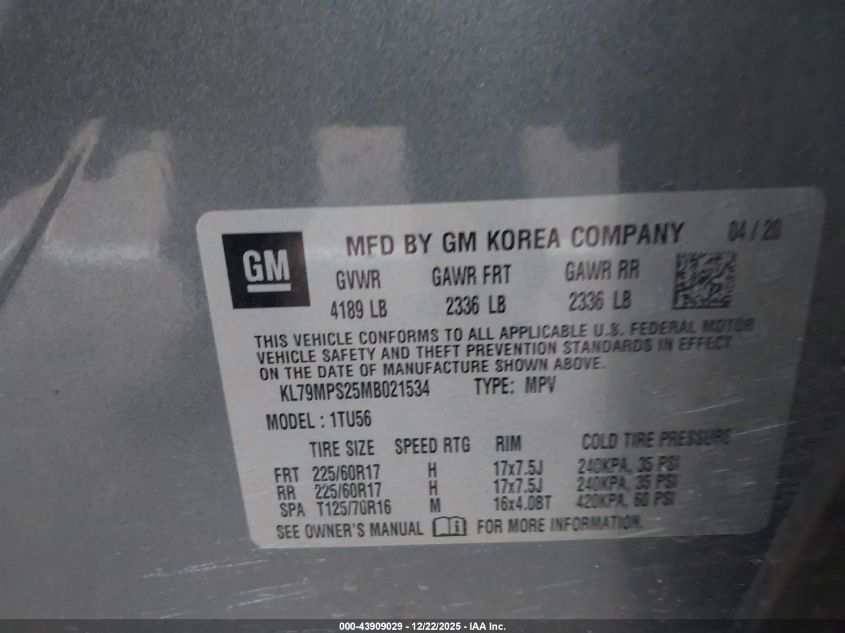 GM
MFD BY GM KOREA COMPANY 04 / 20
GVWR GAWR FRT GAWR RR
4189 LB 2336 LB 2336 LB
THIS VEHICLE CONFORMS TO ALL APPLICABLE U.S. FEDERAL MOTOR
VEHICLE SAFETY AND THEFT PREVENTION STANDARDS IN EFFECT
ON THE DATE OF MANUFACTURE SHOWN ABOVE.
KL79MPS25MB021534 TYPE: MPV
MODEL : 1TU56
TIRE SIZE SPEED RTG RIM COLD TIRE PRESSURE
FRT 225/60R17 H 17x7.5J 240KPA, 35 PSI
RR 225/60R17 H 17x7.5J 240KPA, 35 PSI
SPA T125/70R16 M 16x4.0BT 420KPA, 60 PSI
SEE OWNER'S MANUAL FOR MORE INFORMATION.
000-43909029 - 12/22/2025 - IAA Inc.